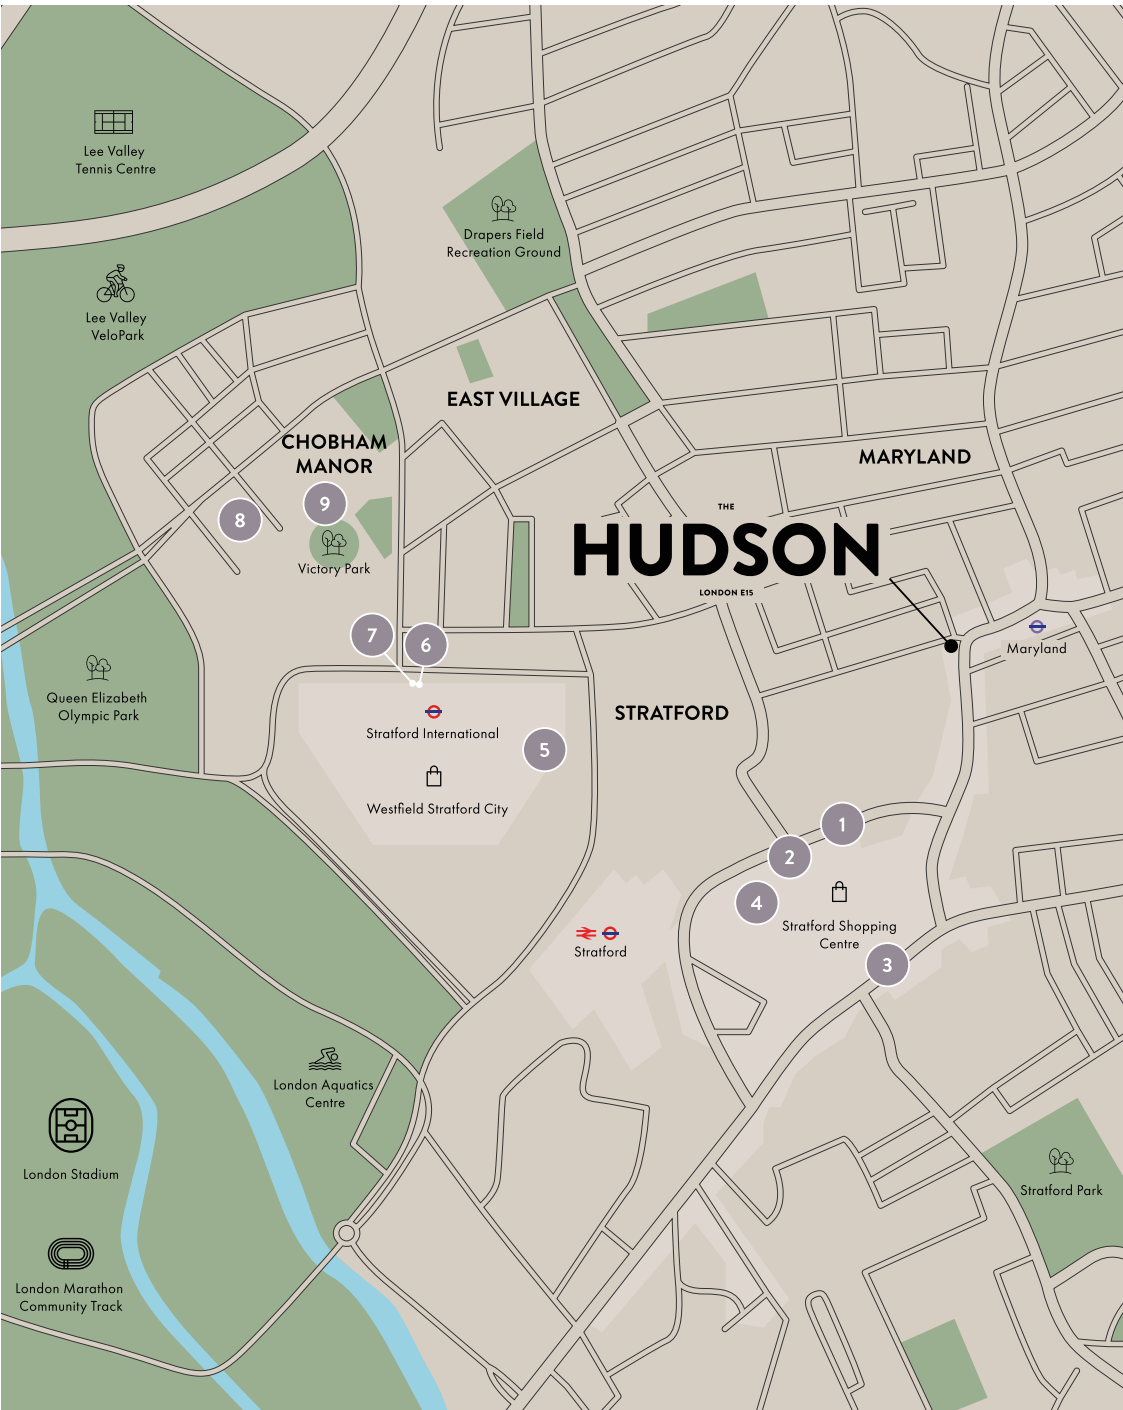 Lee Valley
Tennis Centre
Drapers Field
Recreation Ground
Lee Valley
VeloPark
EAST VILLAGE
CHOBHAM
MANOR
MARYLAND
9
8
THE
HUDSON
LONDON E15
Victory Park
7
6
Maryland
Queen Elizabeth
Olympic Park
STRATFORD
Stratford International
5
Westfield Stratford City
1
2
4
Stratford Shopping
Centre
Stratford
3
London Aquatics
Centre
London Stadium
Stratford Park
London Marathon
Community Track